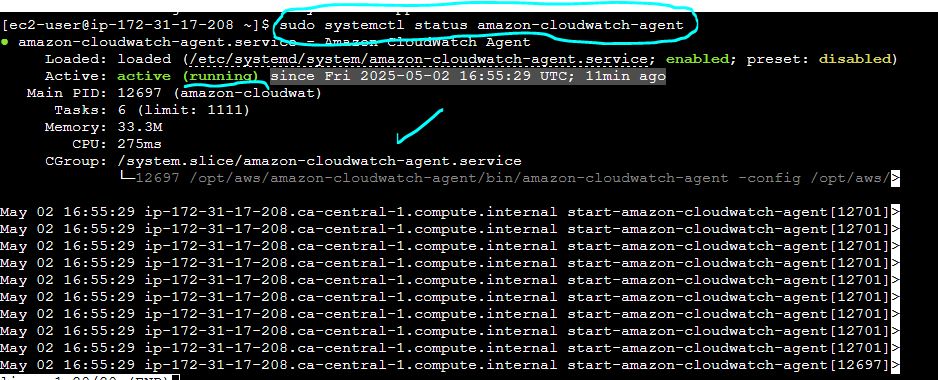 [ec2-user@ip-172-31-17-208 ~]$ sudo systemctl status amazon-cloudwatch-agent
● amazon-cloudwatch-agent.service - Amazon CloudWatch Agent
Loaded: loaded (/etc/systemd/system/amazon-cloudwatch-agent.service; enabled; preset: disabled)
Active: active (running) since Fri 2025-05-02 16:55:29 UTC; 11min ago
Main PID: 12697 (amazon-cloudwat)
Tasks: 6 (limit: 1111)
Memory: 33.3M
CPU: 275ms
CGroup: /system.slice/amazon-cloudwatch-agent.service
└─12697 /opt/aws/amazon-cloudwatch-agent/bin/amazon-cloudwatch-agent -config /opt/aws/>
May 02 16:55:29 ip-172-31-17-208.ca-central-1.compute.internal start-amazon-cloudwatch-agent[12701]>
May 02 16:55:29 ip-172-31-17-208.ca-central-1.compute.internal start-amazon-cloudwatch-agent[12701]>
May 02 16:55:29 ip-172-31-17-208.ca-central-1.compute.internal start-amazon-cloudwatch-agent[12701]>
May 02 16:55:29 ip-172-31-17-208.ca-central-1.compute.internal start-amazon-cloudwatch-agent[12701]>
May 02 16:55:29 ip-172-31-17-208.ca-central-1.compute.internal start-amazon-cloudwatch-agent[12701]>
May 02 16:55:29 ip-172-31-17-208.ca-central-1.compute.internal start-amazon-cloudwatch-agent[12701]>
May 02 16:55:29 ip-172-31-17-208.ca-central-1.compute.internal start-amazon-cloudwatch-agent[12701]>
May 02 16:55:29 ip-172-31-17-208.ca-central-1.compute.internal start-amazon-cloudwatch-agent[12701]>
May 02 16:55:29 ip-172-31-17-208.ca-central-1.compute.internal start-amazon-cloudwatch-agent[12701]>
May 02 16:55:29 ip-172-31-17-208.ca-central-1.compute.internal start-amazon-cloudwatch-agent[12697]>